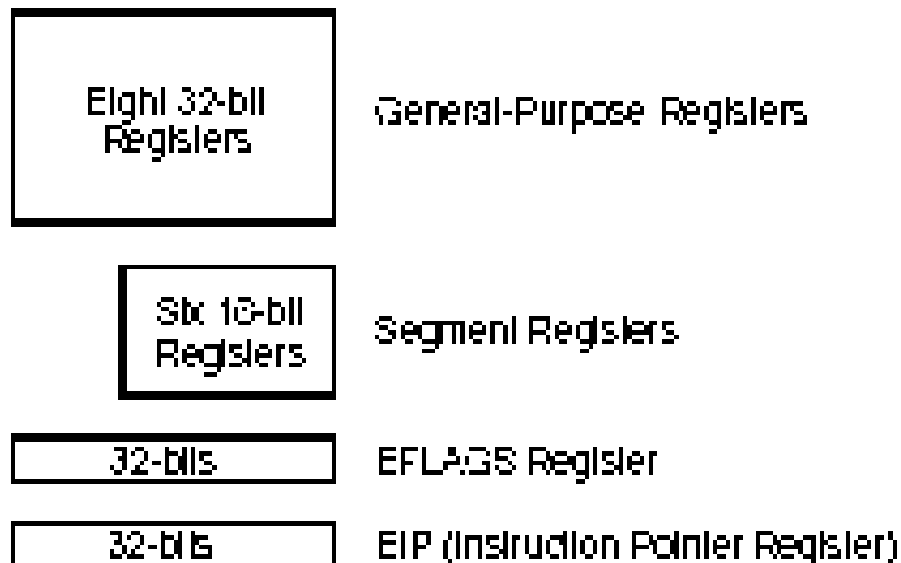 Eight 32-bit
Registers
General-Purpose Registers
Six 16-bit
Registers
Segment Registers
32-bits
EFLAGS Register
32-bits
EIP (Instruction Pointer Register)